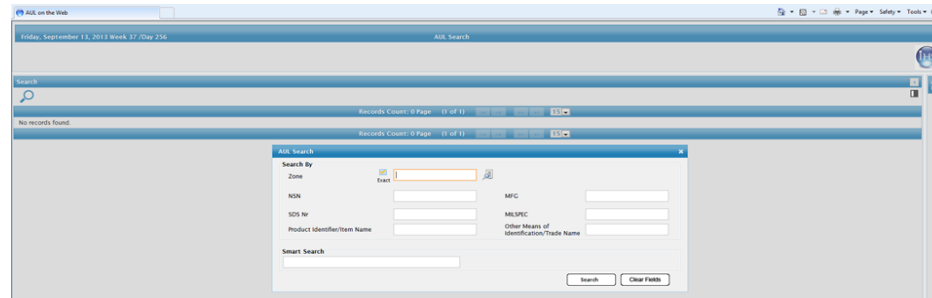 AUL on the Web
Page Safety Tools
Friday, September 13, 2013 Week 37 /Day 256 AUL Search
IHS
Search
Records Count: 0 Page (1 of 1) 15
No records found.
Records Count: 0 Page (1 of 1) 15
AUL Search
Search By
Zone Exact
NSN MFG
SDS Nr MILSPEC
Product Identifier/Item Name Other Means of
Identification/Trade Name
Smart Search
Search Clear Fields